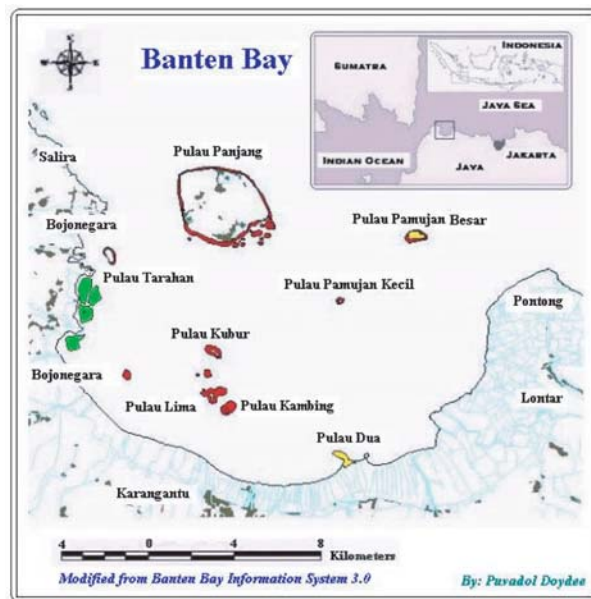 Banten Bay
INDONESIA
SUMATRA
JAVA SEA
INDIAN OCEAN
JAKARTA
JAVA
Salira
Pulau Panjang
Bojonegara
Pulau Pamujan Besar
Pulau Tarahan
Pulau Pamujan Kecil
Pontong
Pulau Kubur
Bojonegara
Pulau Lima
Pulau Kambing
Lontar
Pulau Dua
Karangantu
4 0 4 8
Kilometers
Modified from Banten Bay Information System 3.0
By: Puvadol Doydee